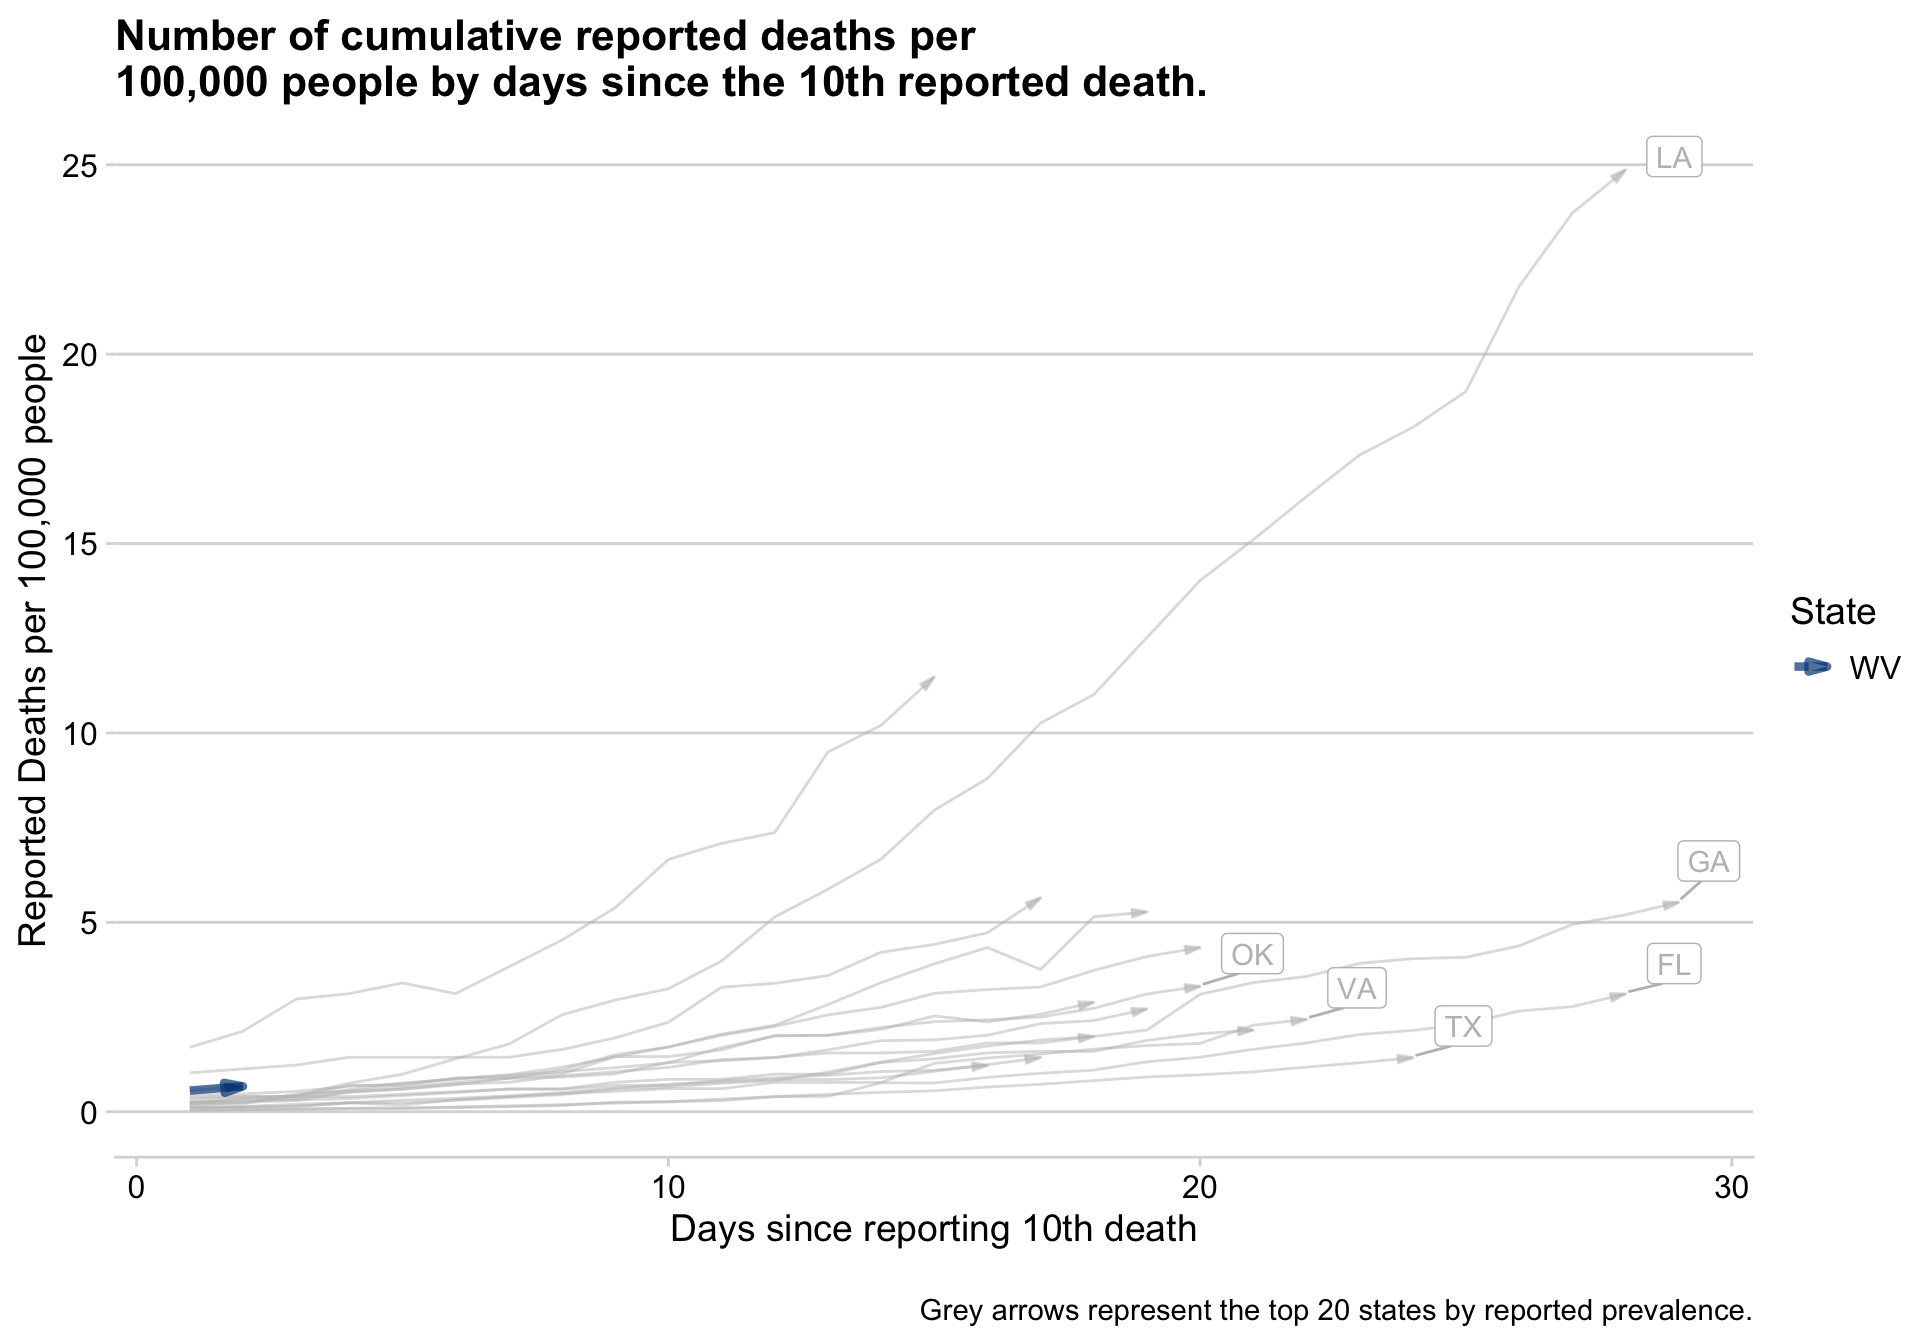 Number of cumulative reported deaths per
100,000 people by days since the 10th reported death.
Reported Deaths per 100,000 people
25
20
15
10
5
0
LA
GA
FL
OK
VA
TX
State
WV
0
10
20
30
Days since reporting 10th death
Grey arrows represent the top 20 states by reported prevalence.